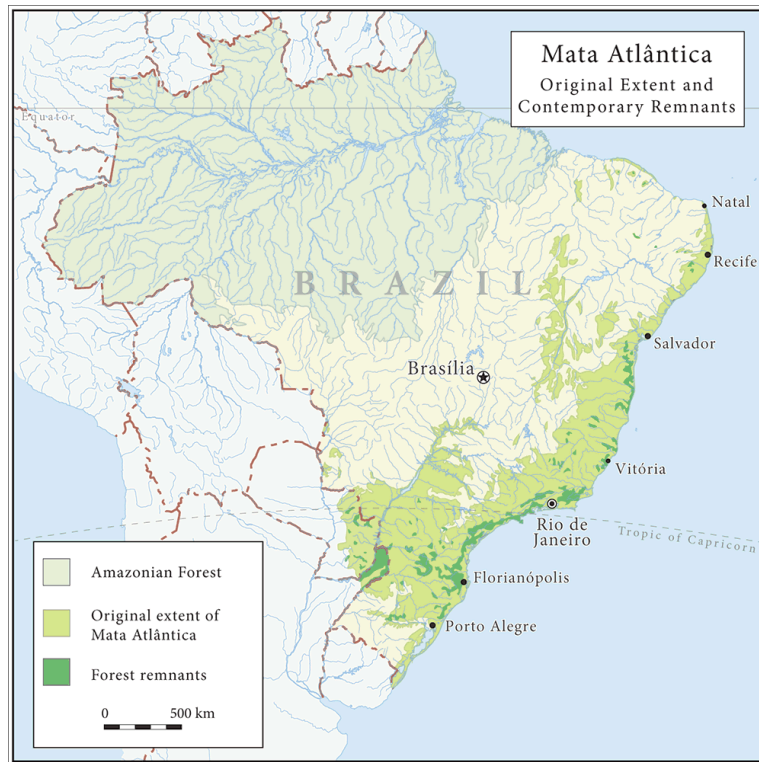 Mata Atlântica
Original Extent and
Contemporary Remnants
Equator
Natal
Recife
BRAZIL
Salvador
Brasília
Vitória
Rio de
Janeiro
Tropic of Capricorn
Florianópolis
Porto Alegre
Amazonian Forest
Original extent of
Mata Atlântica
Forest remnants
0 500 km